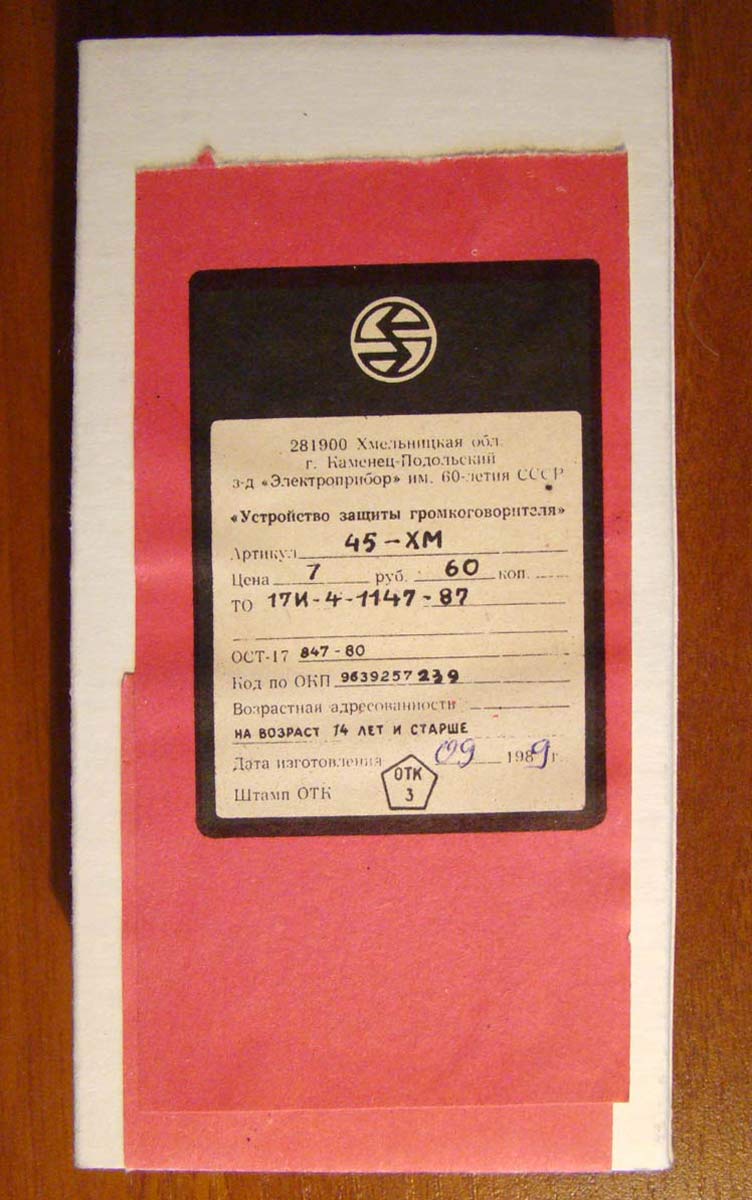 281900 Хмельницкая обл.
г. Каменец-Подольский
з-д «Электроприбор» им. 60-летия СССР
«Устройство защиты громкоговорителя»
Артикул 45-ХМ
Цена 7 руб. 60 коп.
ТО 17И-4-1147-87
ОСТ-17 847-80
Код по ОКП 9639257239
Возрастная адресованность
НА ВОЗРАСТ 14 ЛЕТ И СТАРШЕ
Дата изготовления 09 1989 г.
Штамп ОТК
ОТК
3